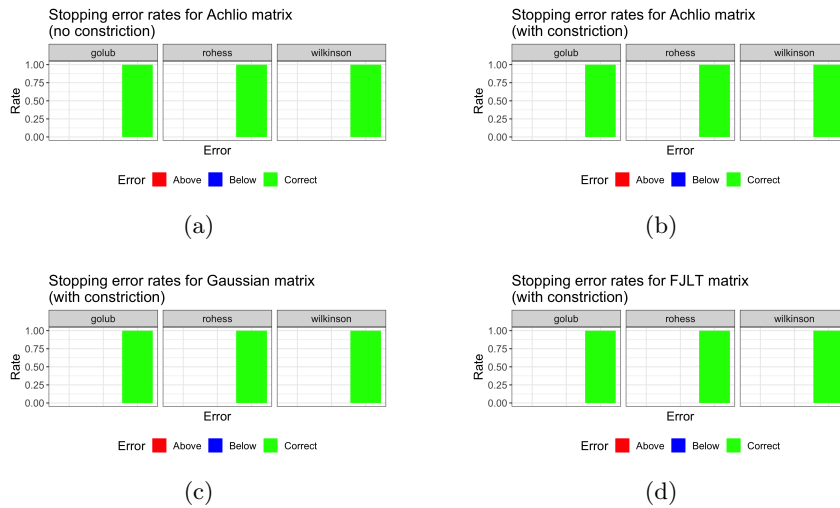 Stopping error rates for Achlio matrix
(no constriction)
golub rohess wilkinson
1.00
0.75
0.50
0.25
0.00
Rate
Error
Error Above Below Correct
(a)
Stopping error rates for Achlio matrix
(with constriction)
golub rohess wilkinson
1.00
0.75
0.50
0.25
0.00
Rate
Error
Error Above Below Correct
(b)
Stopping error rates for Gaussian matrix
(with constriction)
golub rohess wilkinson
1.00
0.75
0.50
0.25
0.00
Rate
Error
Error Above Below Correct
(c)
Stopping error rates for FJLT matrix
(with constriction)
golub rohess wilkinson
1.00
0.75
0.50
0.25
0.00
Rate
Error
Error Above Below Correct
(d)